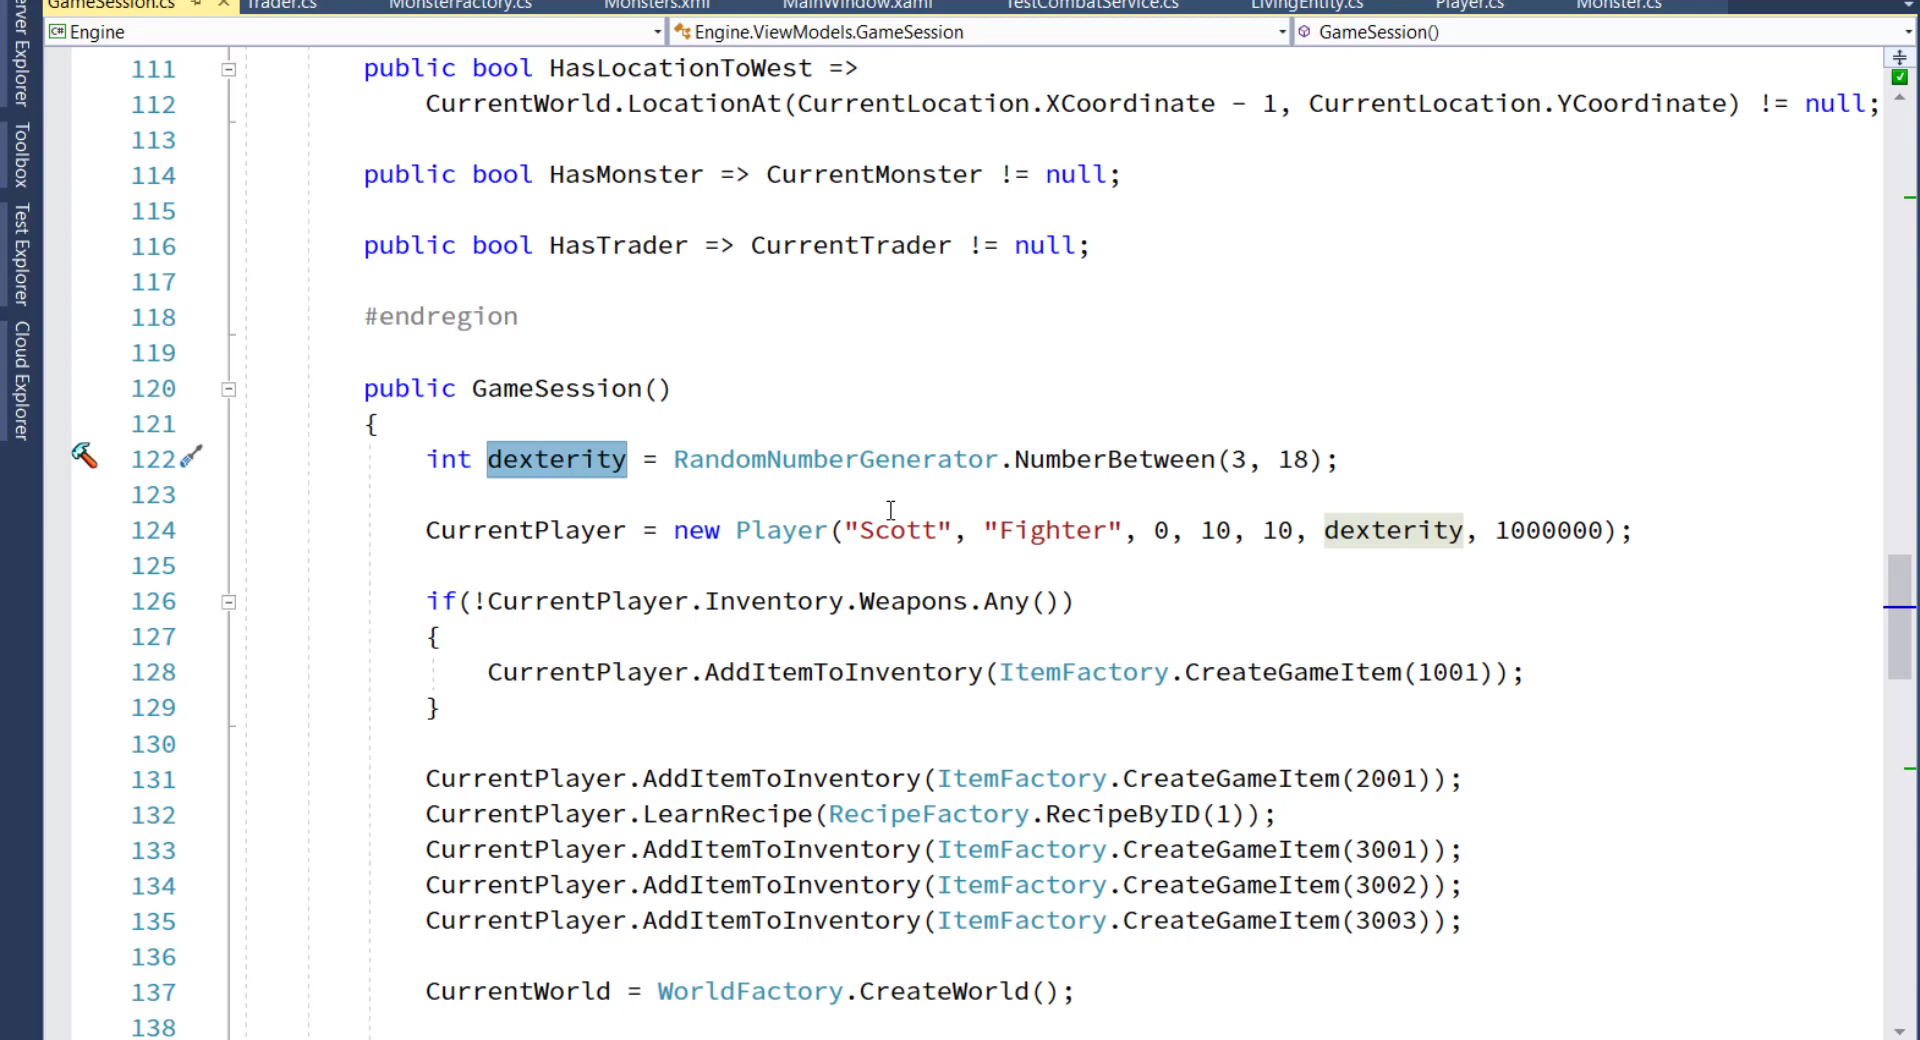 GameSession.cs Trader.cs MonsterFactory.cs Monsters.xml MainWindow.xaml TestCombatService.cs LivingEntity.cs Player.cs Monster.cs
C# Engine Engine.ViewModels.GameSession GameSession()
Explorer
Toolbox
Test Explorer
Cloud Explorer
111 public bool HasLocationToWest =>
112 CurrentWorld.LocationAt(CurrentLocation.XCoordinate - 1, CurrentLocation.YCoordinate) != null;
113
114 public bool HasMonster => CurrentMonster != null;
115
116 public bool HasTrader => CurrentTrader != null;
117
118 #endregion
119
120 public GameSession()
121 {
122 int dexterity = RandomNumberGenerator.NumberBetween(3, 18);
123
124 CurrentPlayer = new Player("Scott", "Fighter", 0, 10, 10, dexterity, 1000000);
125
126 if(!CurrentPlayer.Inventory.Weapons.Any())
127 {
128 CurrentPlayer.AddItemToInventory(ItemFactory.CreateGameItem(1001));
129 }
130
131 CurrentPlayer.AddItemToInventory(ItemFactory.CreateGameItem(2001));
132 CurrentPlayer.LearnRecipe(RecipeFactory.RecipeByID(1));
133 CurrentPlayer.AddItemToInventory(ItemFactory.CreateGameItem(3001));
134 CurrentPlayer.AddItemToInventory(ItemFactory.CreateGameItem(3002));
135 CurrentPlayer.AddItemToInventory(ItemFactory.CreateGameItem(3003));
136
137 CurrentWorld = WorldFactory.CreateWorld();
138